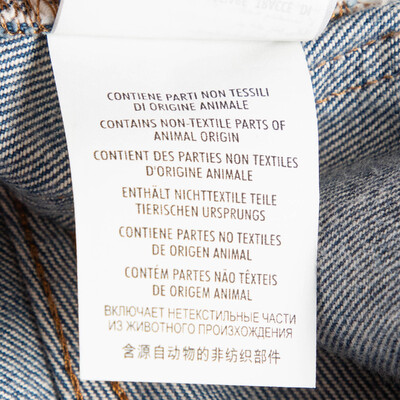 CONTIENE PARTI NON TESSILI
DI ORIGINE ANIMALE
CONTAINS NON-TEXTILE PARTS OF
ANIMAL ORIGIN
CONTIENT DES PARTIES NON TEXTILES
D'ORIGINE ANIMALE
ENTHÄLT NICHTTEXTILE TEILE
TIERISCHEN URSPRUNGS
CONTIENE PARTES NO TEXTILES
DE ORIGEN ANIMAL
CONTÉM PARTES NÃO TÊXTEIS
DE ORIGEM ANIMAL
ВКЛЮЧАЕТ НЕТЕКСТИЛЬНЫЕ ЧАСТИ
ИЗ ЖИВОТНОГО ПРОИСХОЖДЕНИЯ
含源自动物的非纺织部件